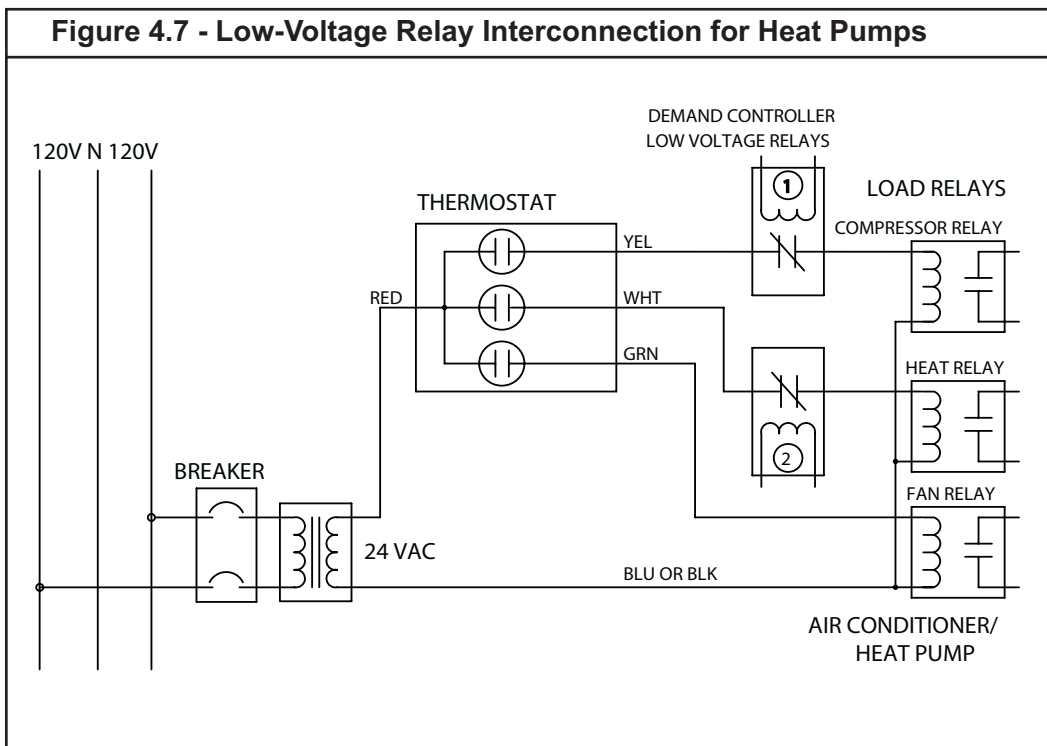 Figure 4.7 - Low-Voltage Relay Interconnection for Heat Pumps
DEMAND CONTROLLER
LOW VOLTAGE RELAYS
120V N 120V
1
LOAD RELAYS
THERMOSTAT
COMPRESSOR RELAY
YEL
RED
WHT
GRN
HEAT RELAY
2
BREAKER
FAN RELAY
24 VAC
BLU OR BLK
AIR CONDITIONER/
HEAT PUMP